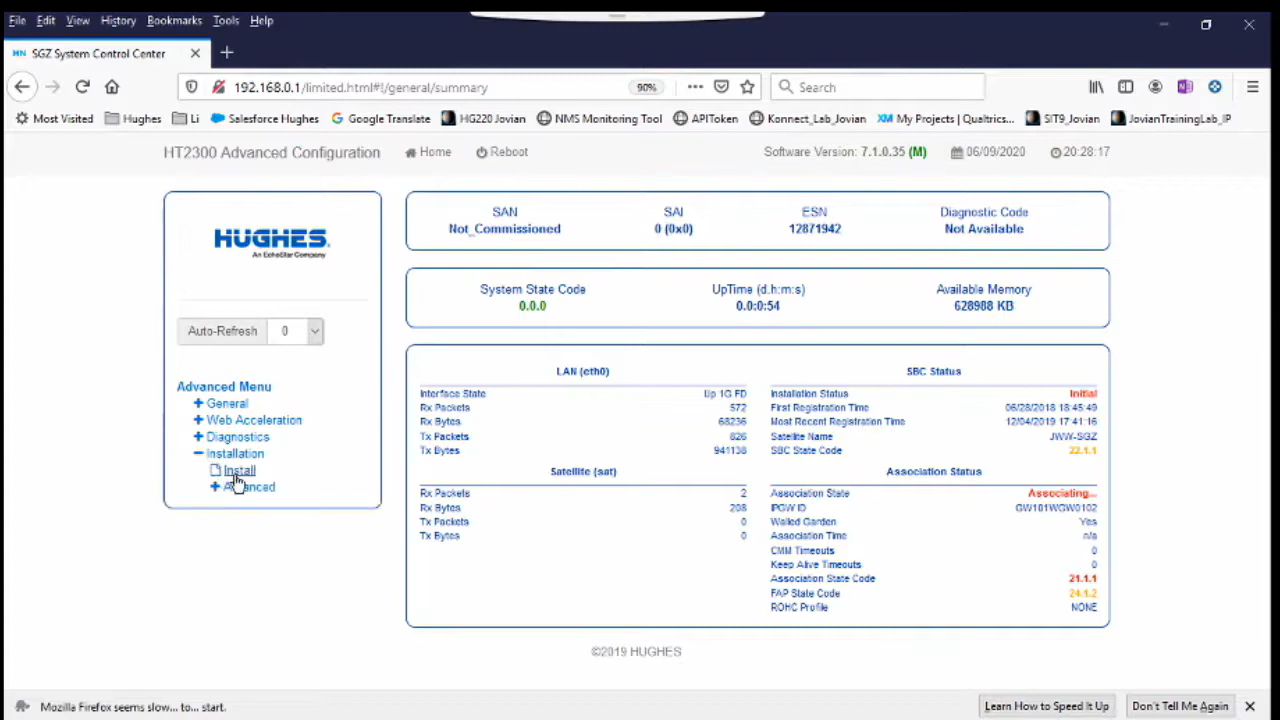 File Edit View History Bookmarks Tools Help
HN SGZ System Control Center
192.168.0.1/limited.html#!/general/summary 90% Search
Most Visited Hughes Li Salesforce Hughes Google Translate HG220 Jovian NMS Monitoring Tool APIToken Konnect_Lab_Jovian XM My Projects | Qualtrics... SIT9_Jovian JovianTrainingLab_IP
HT2300 Advanced Configuration Home Reboot Software Version: 7.1.0.35 (M) 06/09/2020 20:28:17
HUGHES.
An EchoStar Company
Auto-Refresh 0
Advanced Menu
General
Web Acceleration
Diagnostics
Installation
Install
Advanced
SAN SAI ESN Diagnostic Code
Not_Commissioned 0 (0x0) 12871942 Not Available
System State Code UpTime (d.h:m:s) Available Memory
0.0.0 0.0:0:54 628988 KB
LAN (eth0)
Interface State Up 1G FD
Rx Packets 572
Rx Bytes 68236
Tx Packets 826
Tx Bytes 941138
Satellite (sat)
Rx Packets 2
Rx Bytes 208
Tx Packets 0
Tx Bytes 0
SBC Status
Installation Status Initial
First Registration Time 06/28/2018 18:45:49
Most Recent Registration Time 12/04/2019 17:41:16
Satellite Name JWW-SGZ
SBC State Code 22.1.1
Association Status
Association State Associating...
IPGW ID GW101WGW0102
Walled Garden Yes
Association Time n/a
CMM Timeouts 0
Keep Alive Timeouts 0
Association State Code 21.1.1
FAP State Code 24.1.2
ROHC Profile NONE
©2019 HUGHES
Mozilla Firefox seems slow... to... start. Learn How to Speed It Up Don't Tell Me Again